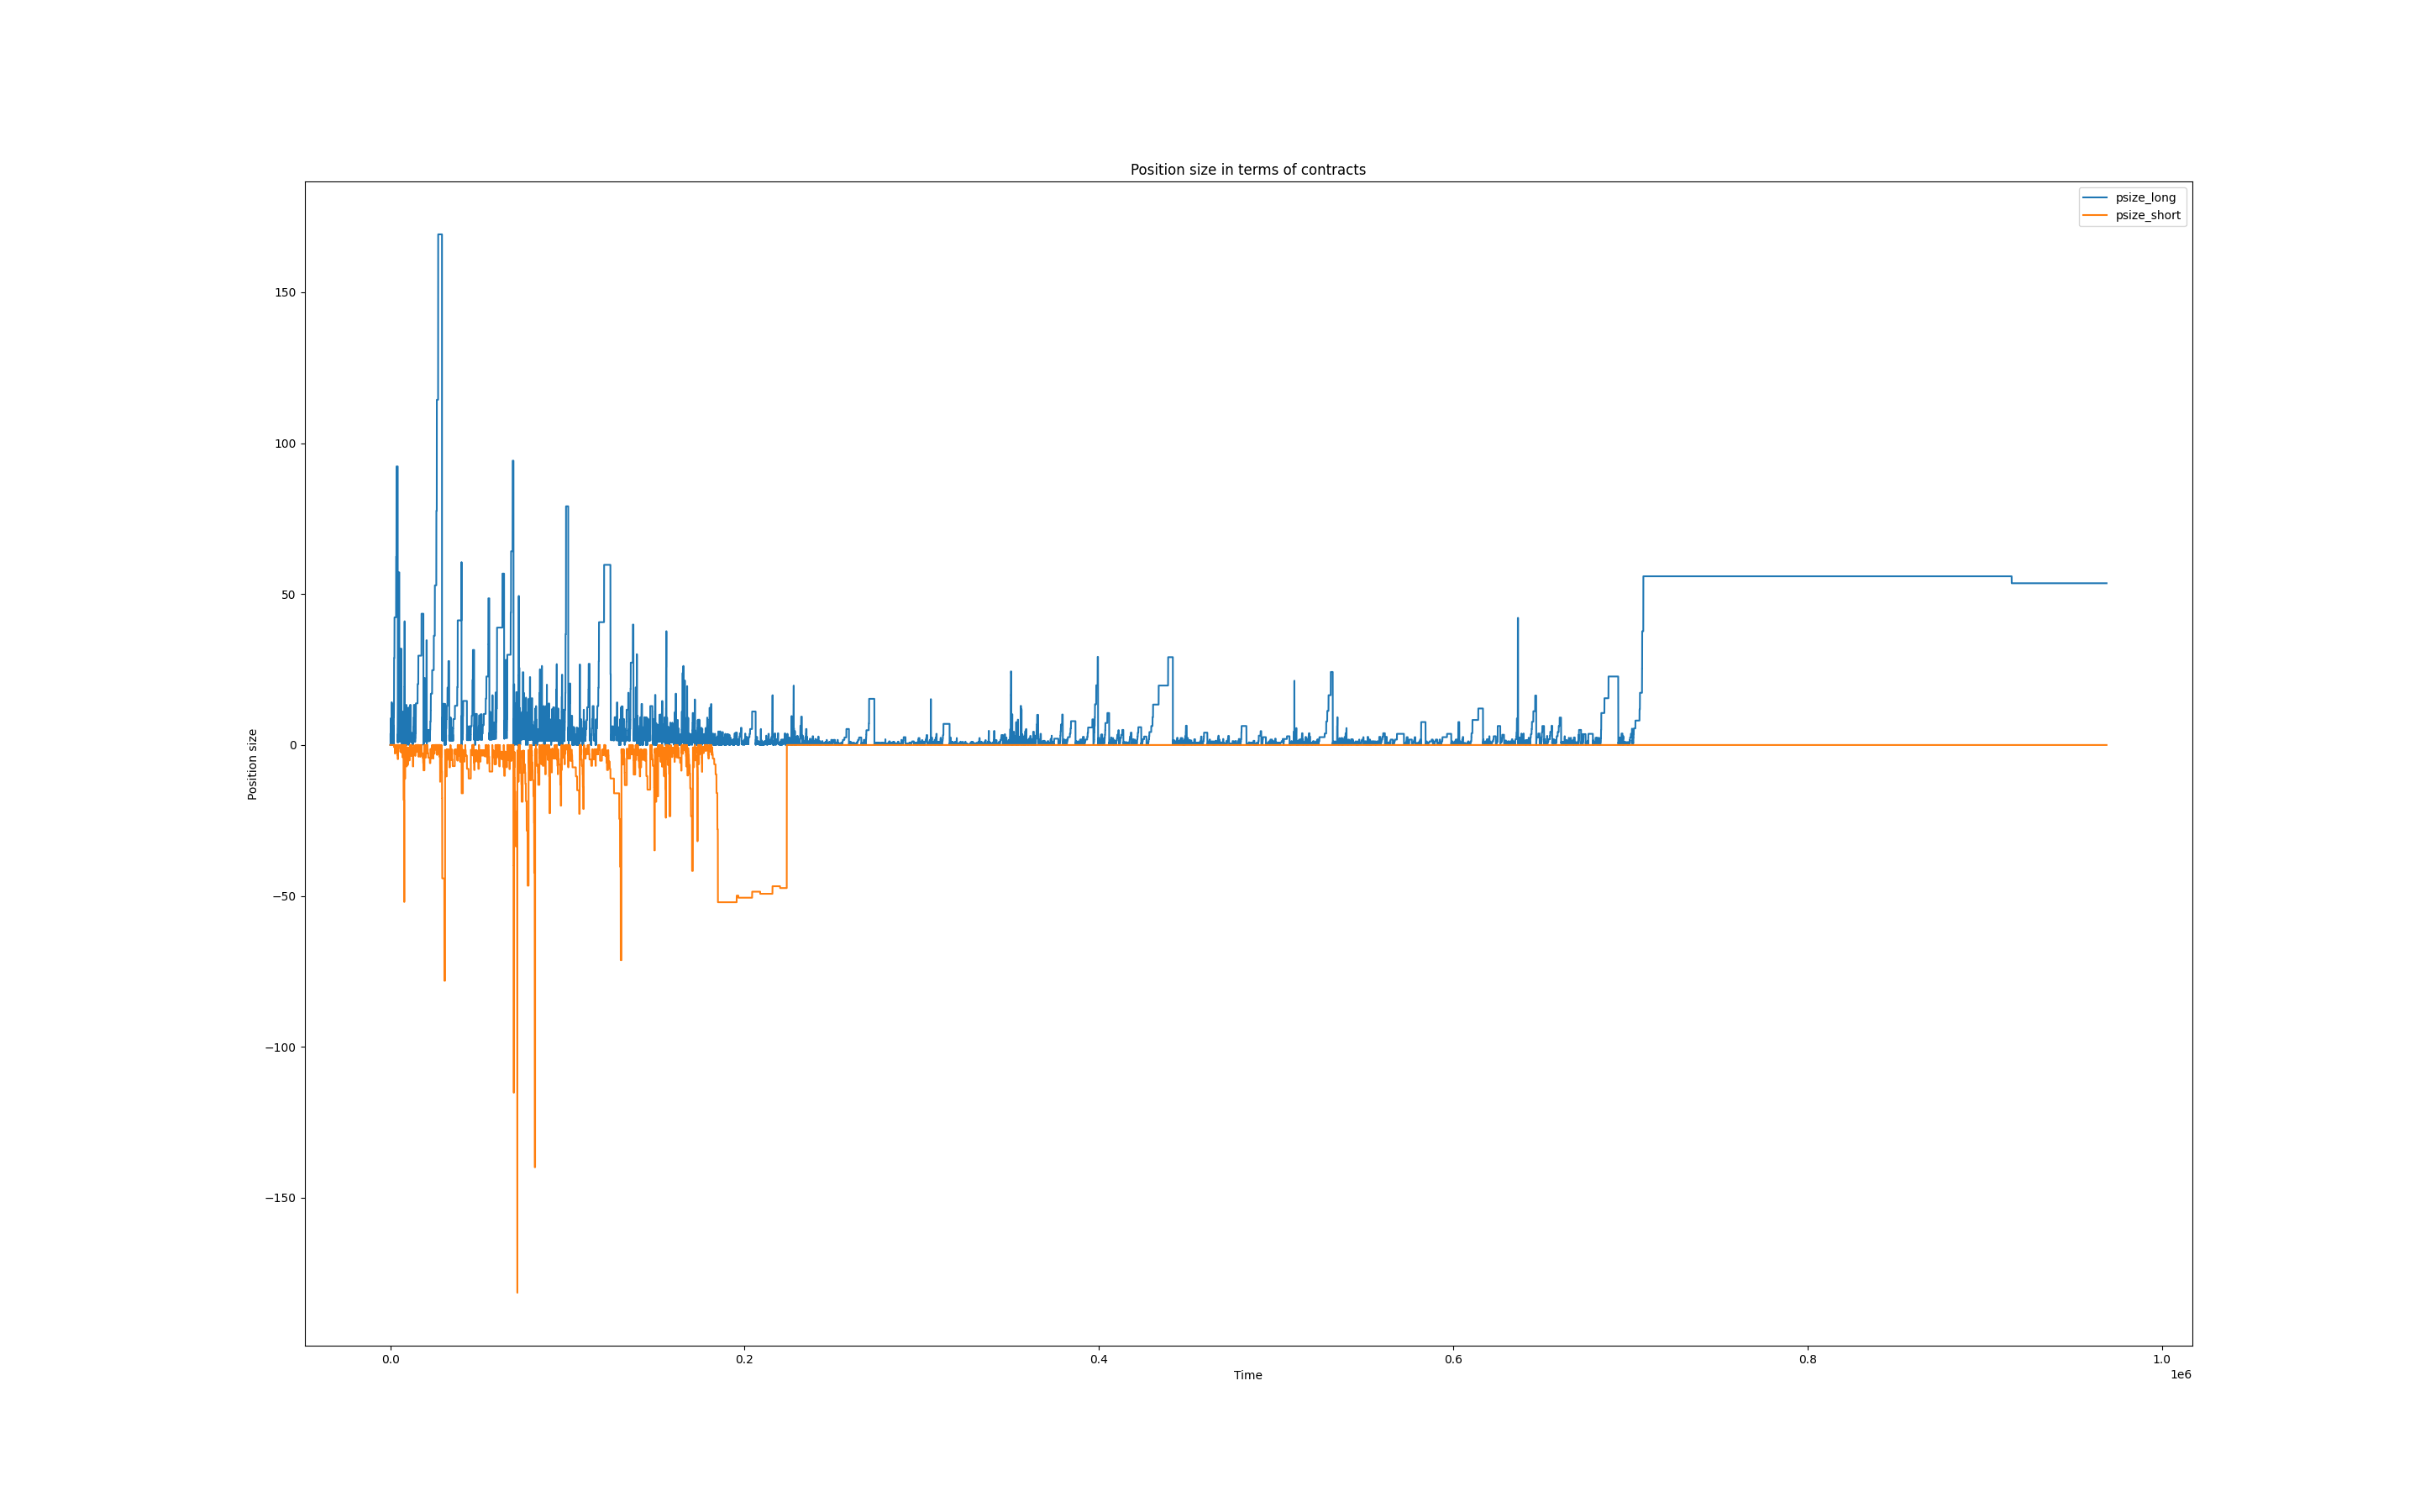 Position size in terms of contracts
psize_long
psize_short
150
100
50
0
−50
−100
−150
Position size
0.0
0.2
0.4
0.6
0.8
1.0
1e6
Time